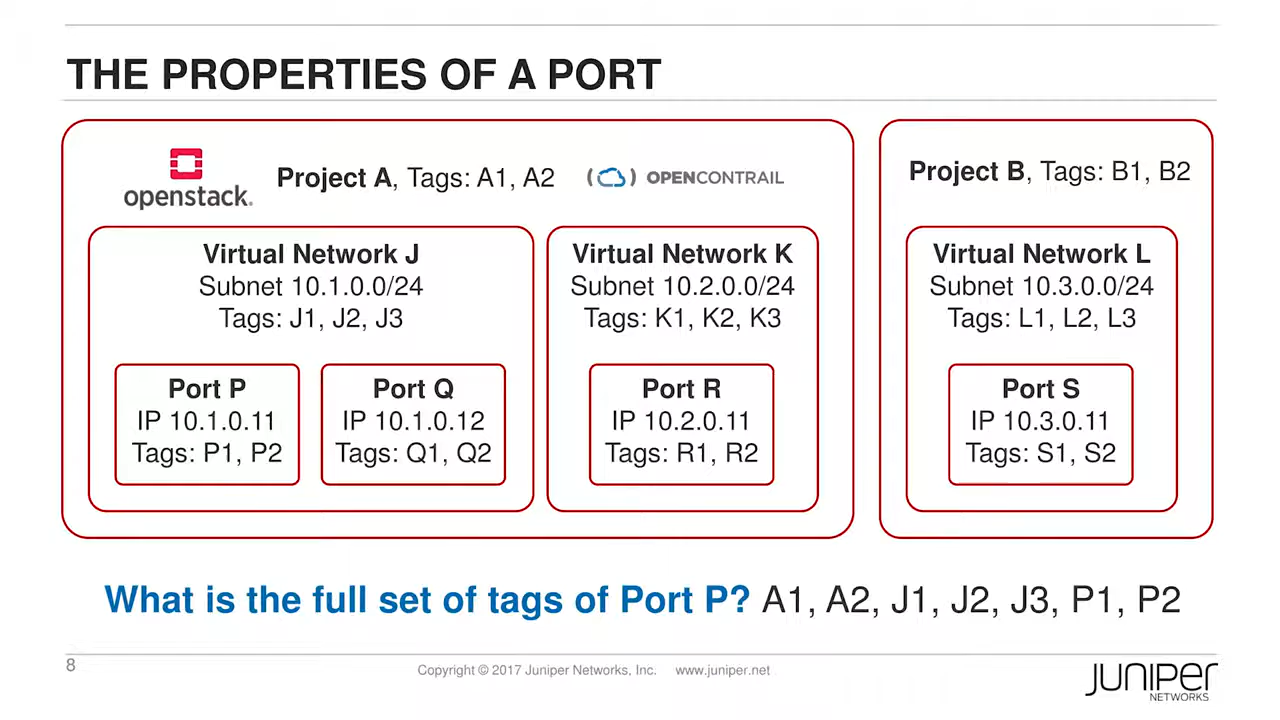 THE PROPERTIES OF A PORT
openstack.
Project A, Tags: A1, A2
OPENCONTRAIL
Virtual Network J
Subnet 10.1.0.0/24
Tags: J1, J2, J3
Port P
IP 10.1.0.11
Tags: P1, P2
Port Q
IP 10.1.0.12
Tags: Q1, Q2
Virtual Network K
Subnet 10.2.0.0/24
Tags: K1, K2, K3
Port R
IP 10.2.0.11
Tags: R1, R2
Project B, Tags: B1, B2
Virtual Network L
Subnet 10.3.0.0/24
Tags: L1, L2, L3
Port S
IP 10.3.0.11
Tags: S1, S2
What is the full set of tags of Port P? A1, A2, J1, J2, J3, P1, P2
8
Copyright © 2017 Juniper Networks, Inc. www.juniper.net
JUNIPER
NETWORKS